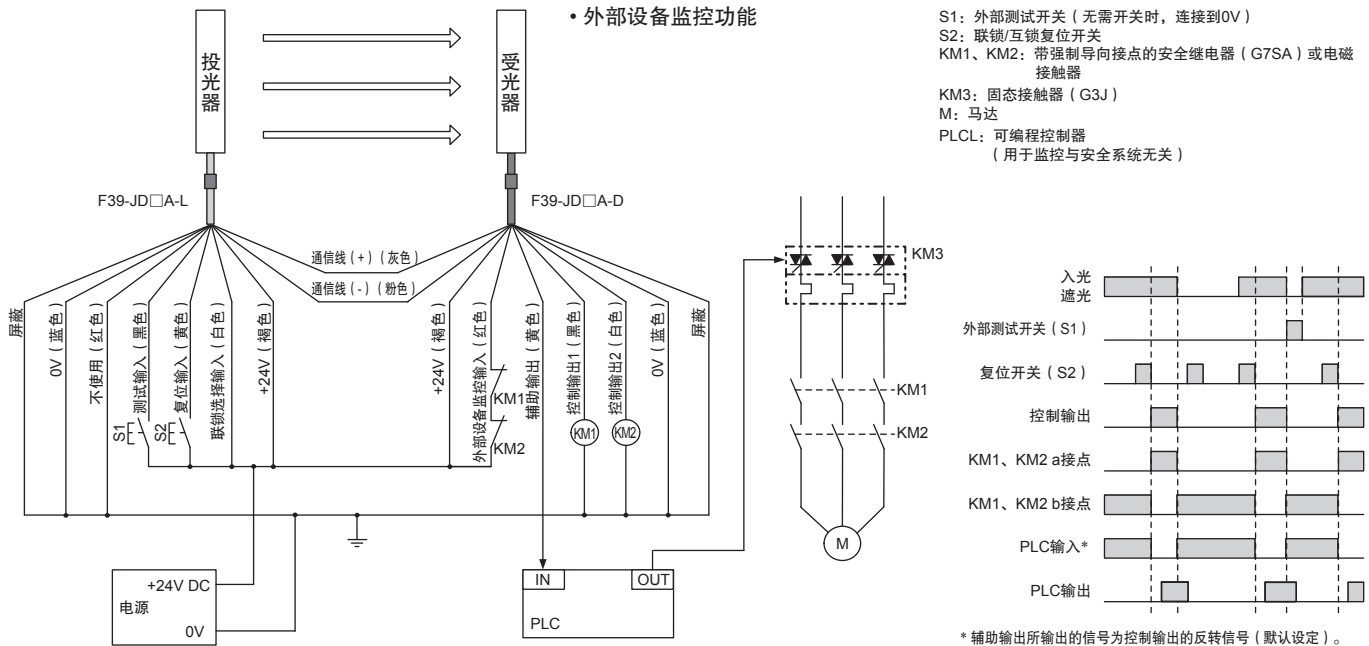 • 外部设备监控功能
S1：外部测试开关（无需开关时，连接到0V）
S2：联锁/互锁复位开关
KM1、KM2：带强制导向接点的安全继电器（G7SA）或电磁
接触器
KM3：固态接触器（G3J）
M：马达
PLCL：可编程控制器
（用于监控与安全系统无关）
投光器
受光器
F39-JD□A-L
F39-JD□A-D
通信线（+）（灰色）
通信线（-）（粉色）
屏蔽
0V（蓝色）
不使用（红色）
测试输入（黑色）
复位输入（黄色）
联锁选择输入（白色）
+24V（褐色）
+24V（褐色）
外部设备监控输入（红色）
辅助输出（黄色）
控制输出1（黑色）
控制输出2（白色）
0V（蓝色）
屏蔽
S1
S2
KM1
KM2
KM1
KM2
KM3
KM1
KM2
M
+24V DC
电源
0V
IN
OUT
PLC
入光
遮光
外部测试开关（S1）
复位开关（S2）
控制输出
KM1、KM2 a接点
KM1、KM2 b接点
PLC输入*
PLC输出
* 辅助输出所输出的信号为控制输出的反转信号（默认设定）。